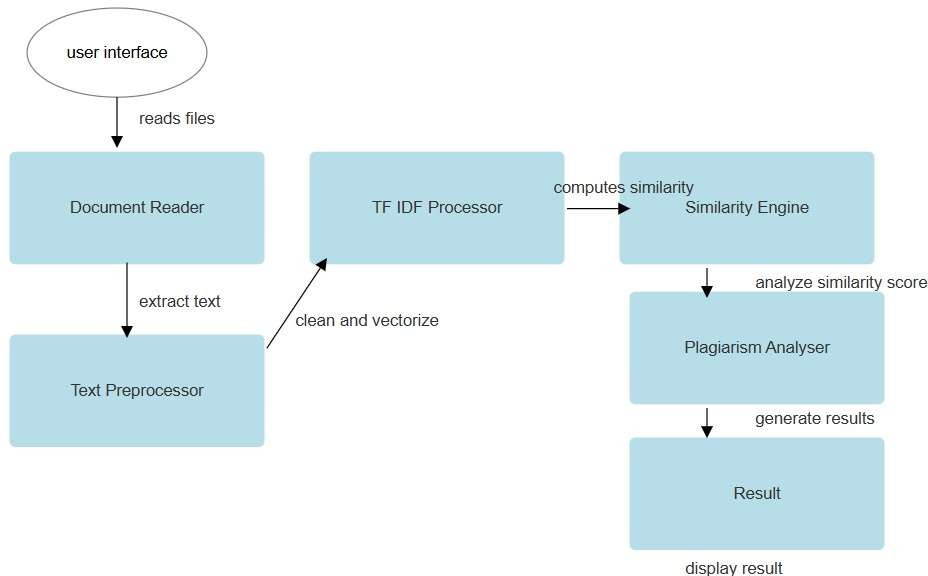 user interface
reads files
Document Reader
extract text
Text Preprocessor
clean and vectorize
TF IDF Processor
computes similarity
Similarity Engine
analyze similarity score
Plagiarism Analyser
generate results
Result
display result